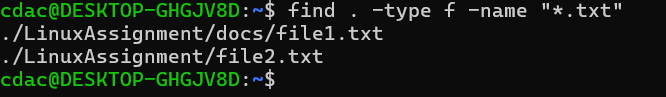 cdac@DESKTOP-GHGJV8D:~$ find . -type f -name "*.txt"
./LinuxAssignment/docs/file1.txt
./LinuxAssignment/file2.txt
cdac@DESKTOP-GHGJV8D:~$